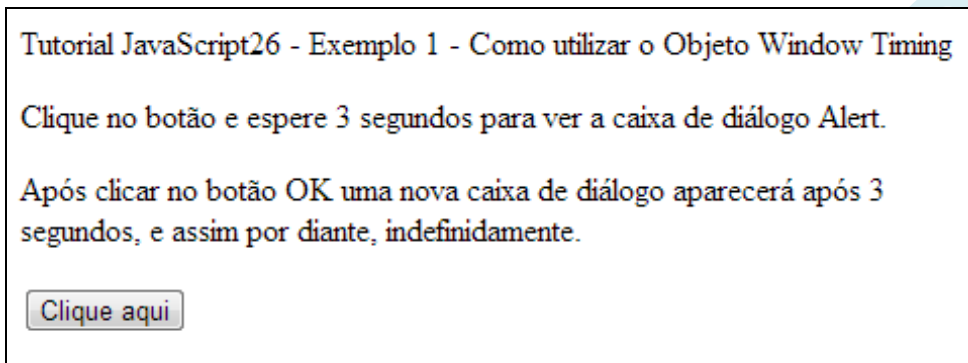 Tutorial JavaScript26 - Exemplo 1 - Como utilizar o Objeto Window Timing
Clique no botão e espere 3 segundos para ver a caixa de diálogo Alert.
Após clicar no botão OK uma nova caixa de diálogo aparecerá após 3
segundos, e assim por diante, indefinidamente.
Clique aqui